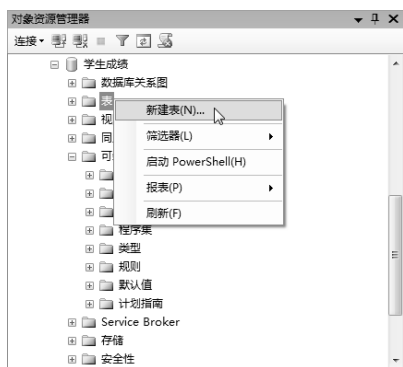 对象资源管理器
连接
学生成绩
数据库关系图
表
新建表(N)...
视
筛选器(L)
同
启动 PowerShell(H)
可
报表(P)
刷新(F)
程序集
类型
规则
默认值
计划指南
Service Broker
存储
安全性